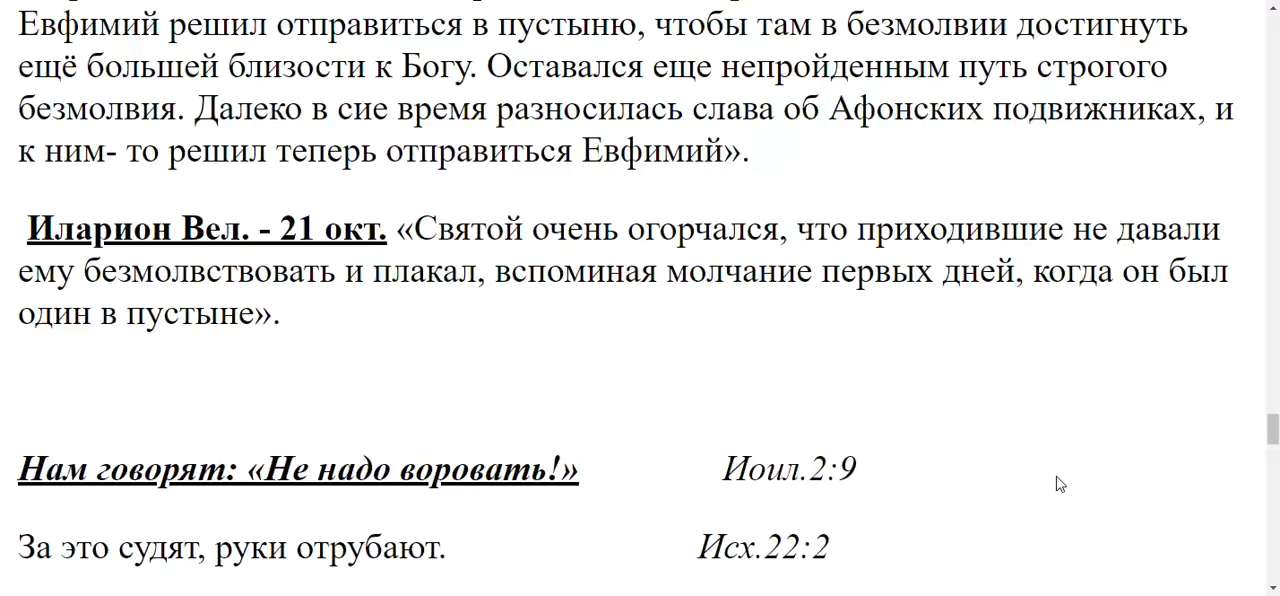 Евфимий решил отправиться в пустыню, чтобы там в безмолвии достигнуть
ещё большей близости к Богу. Оставался еще непройденным путь строгого
безмолвия. Далеко в сие время разносилась слава об Афонских подвижниках, и
к ним- то решил теперь отправиться Евфимий».
Иларион Вел. - 21 окт. «Святой очень огорчался, что приходившие не давали
ему безмолвствовать и плакал, вспоминая молчание первых дней, когда он был
один в пустыне».
Нам говорят: «Не надо воровать!» Иоил.2:9
За это судят, руки отрубают. Исх.22:2